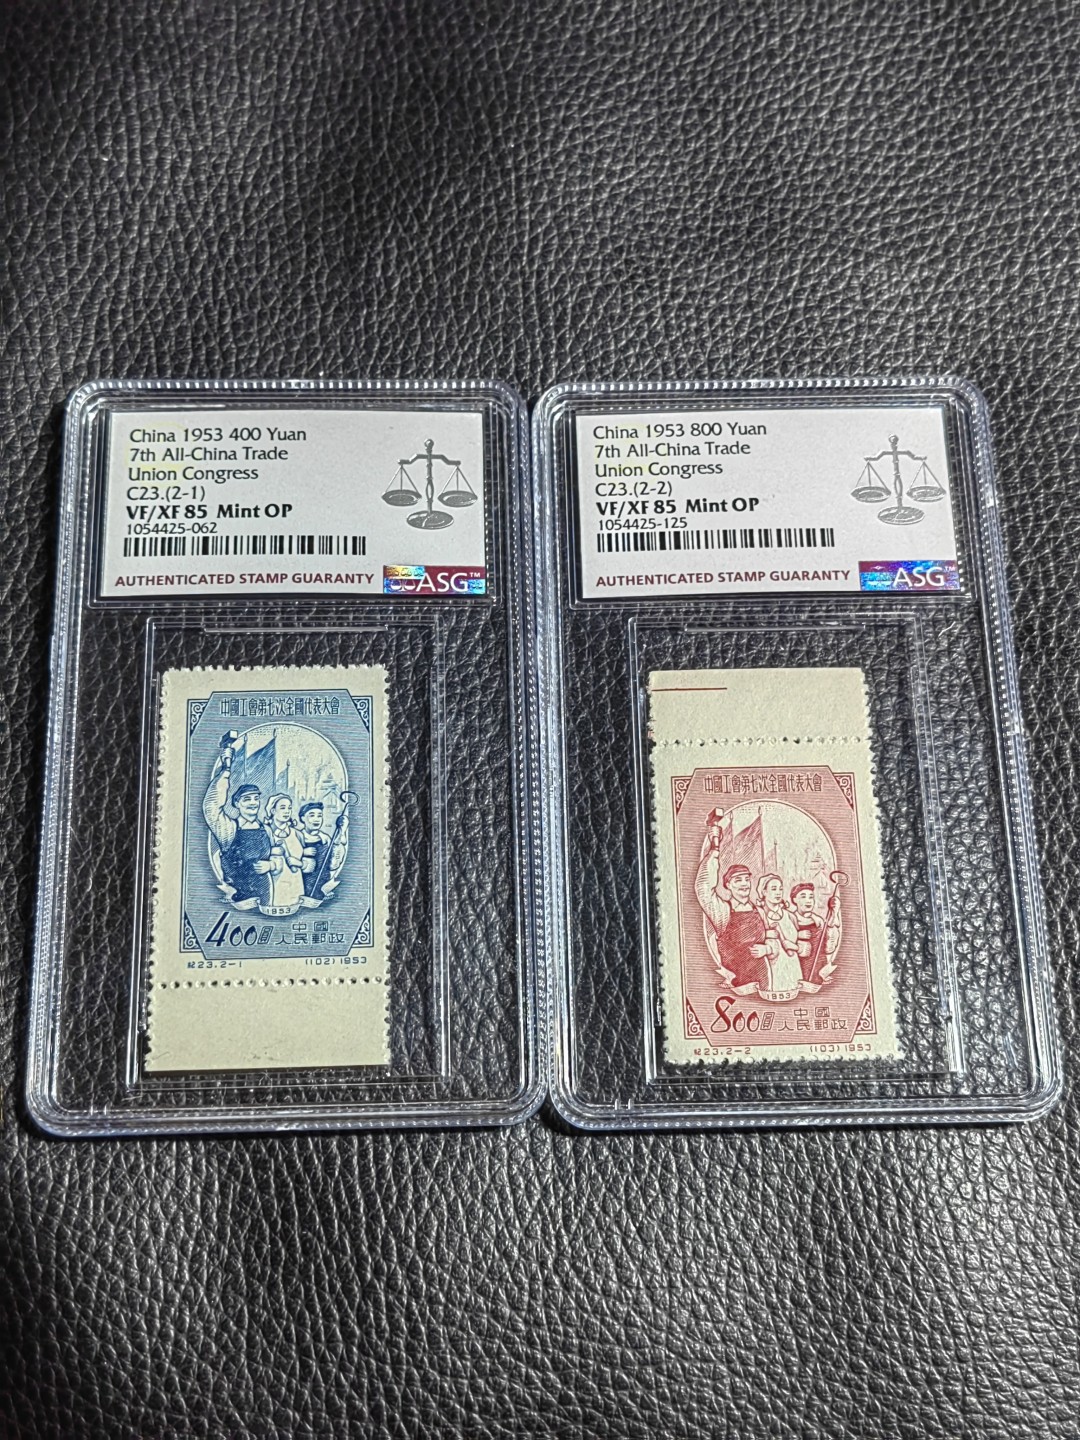 China 1953 400 Yuan
7th All-China Trade
Union Congress
C23.(2-1)
VF/XF 85 Mint OP
1054425-062
AUTHENTICATED STAMP GUARANTY
ASG™
中國工會第七次全國代表大會
1953
400圓
中國
人民郵政
紀23.2-1
(102)1953
China 1953 800 Yuan
7th All-China Trade
Union Congress
C23.(2-2)
VF/XF 85 Mint OP
1054425-125
AUTHENTICATED STAMP GUARANTY
ASG™
中國工會第七次全國代表大會
1953
800圓
中國
人民郵政
紀23.2-2
(103)1953